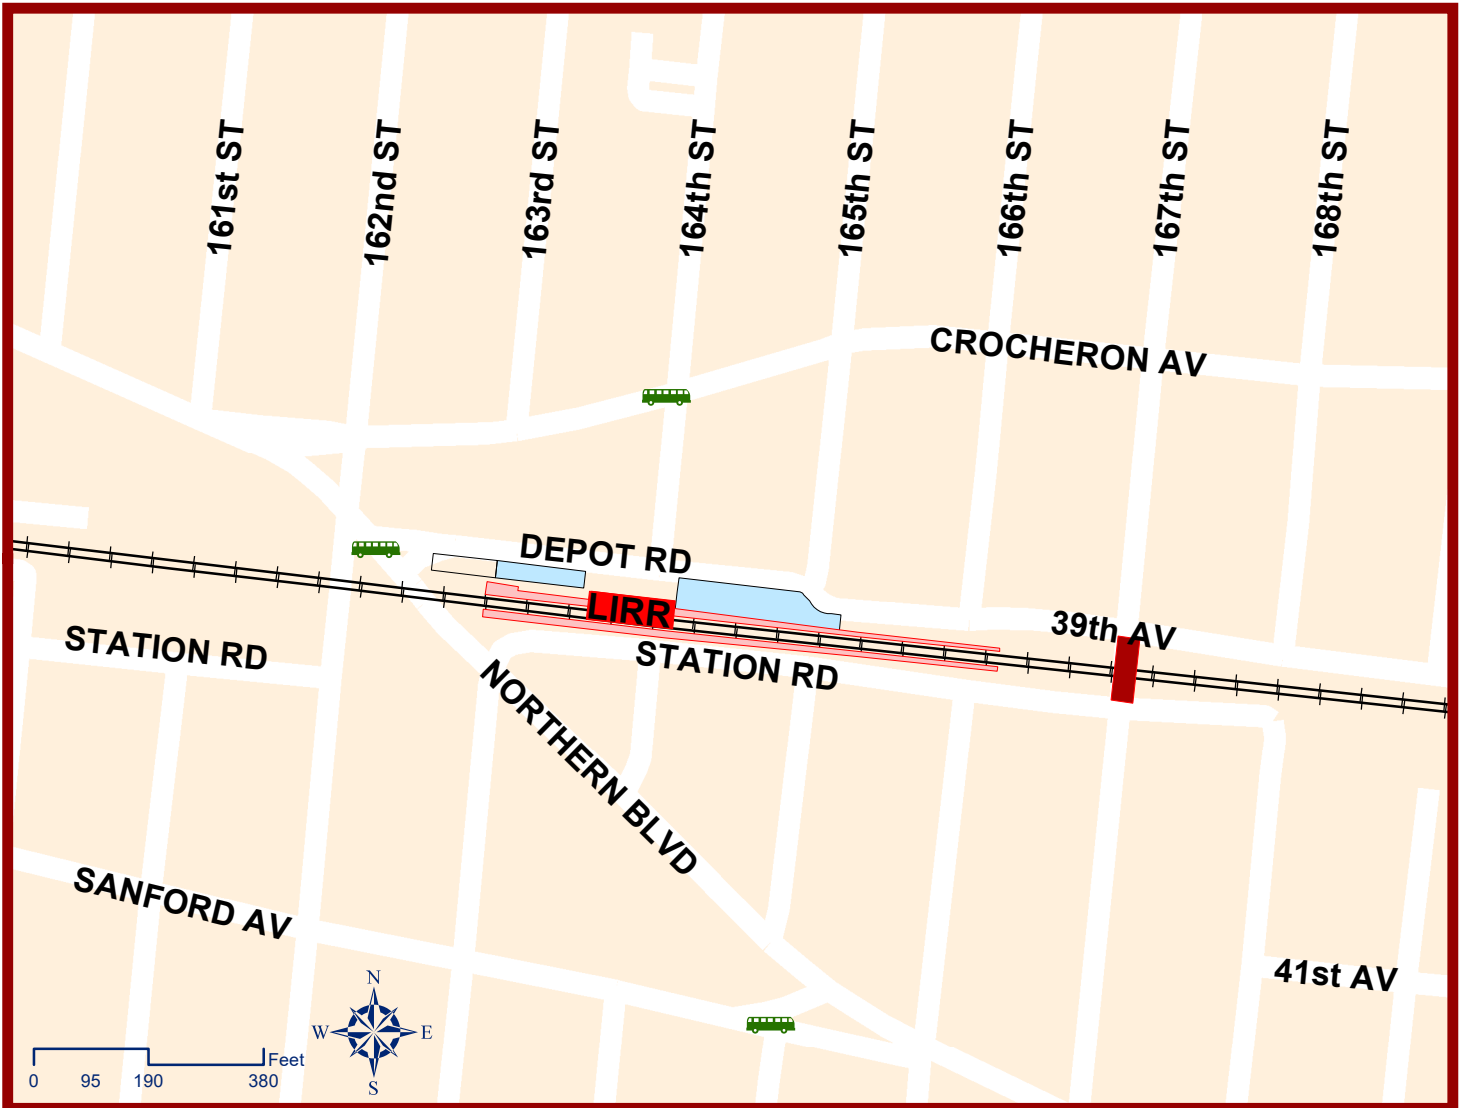 161st ST
162nd ST
163rd ST
164th ST
165th ST
166th ST
167th ST
168th ST
CROCHERON AV
DEPOT RD
LIRR
39th AV
STATION RD
STATION RD
NORTHERN BLVD
SANFORD AV
41st AV
N
W
E
S
Feet
0
95
190
380